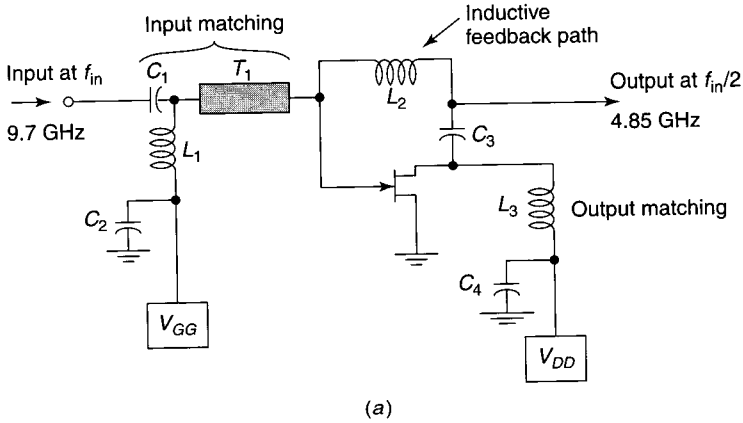 Inductive
feedback path
Input matching
Input at f_in
C_1
T_1
Output at f_in/2
9.7 GHz
L_2
4.85 GHz
C_3
L_1
L_3
Output matching
C_2
C_4
V_GG
V_DD
(a)